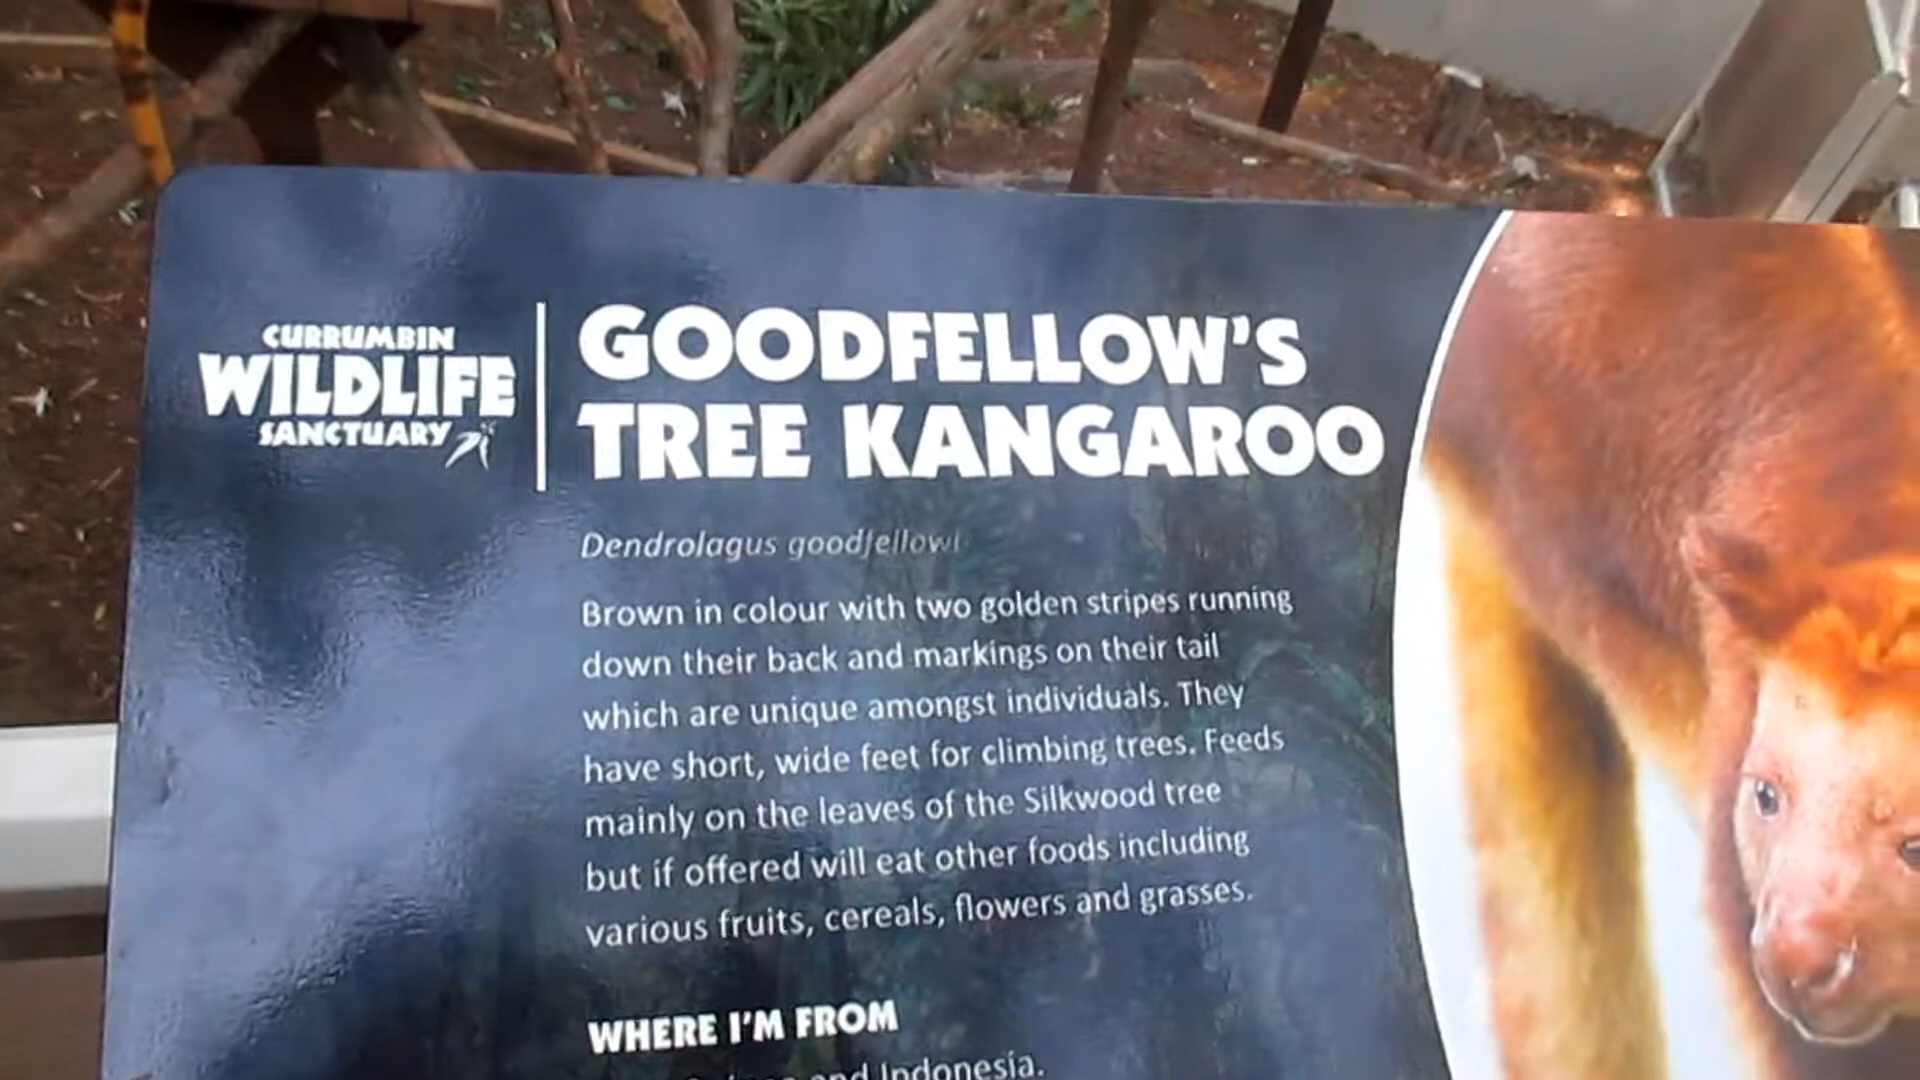 CURRUMBIN
WILDLIFE
SANCTUARY
GOODFELLOW'S
TREE KANGAROO
Dendrolagus goodfellowi
Brown in colour with two golden stripes running
down their back and markings on their tail
which are unique amongst individuals. They
have short, wide feet for climbing trees. Feeds
mainly on the leaves of the Silkwood tree
but if offered will eat other foods including
various fruits, cereals, flowers and grasses.
WHERE I'M FROM
and Indonesia.